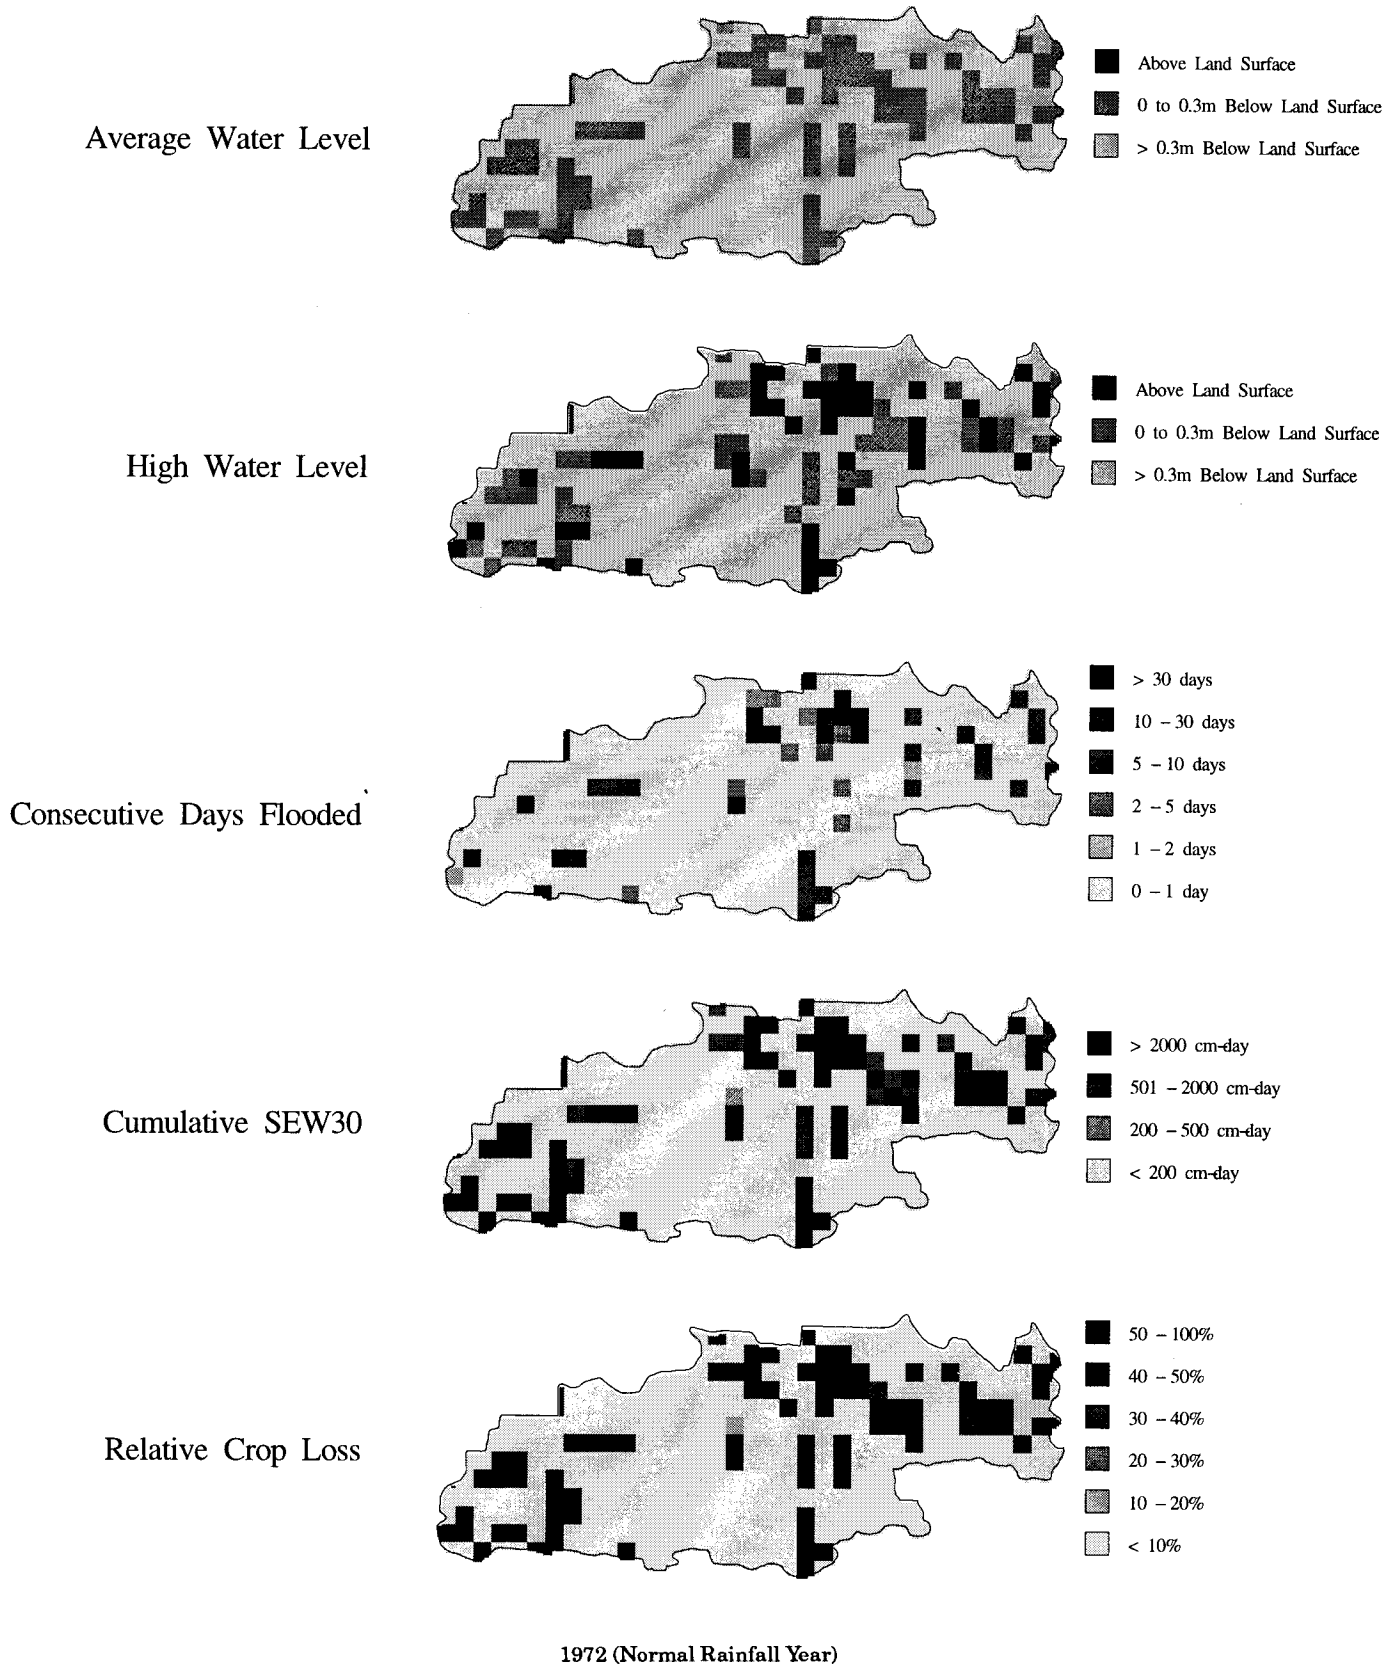 Average Water Level
Above Land Surface
0 to 0.3m Below Land Surface
> 0.3m Below Land Surface
High Water Level
Above Land Surface
0 to 0.3m Below Land Surface
> 0.3m Below Land Surface
Consecutive Days Flooded
> 30 days
10 – 30 days
5 – 10 days
2 – 5 days
1 – 2 days
0 – 1 day
Cumulative SEW30
> 2000 cm-day
501 – 2000 cm-day
200 – 500 cm-day
< 200 cm-day
Relative Crop Loss
50 – 100%
40 – 50%
30 – 40%
20 – 30%
10 – 20%
< 10%
1972 (Normal Rainfall Year)